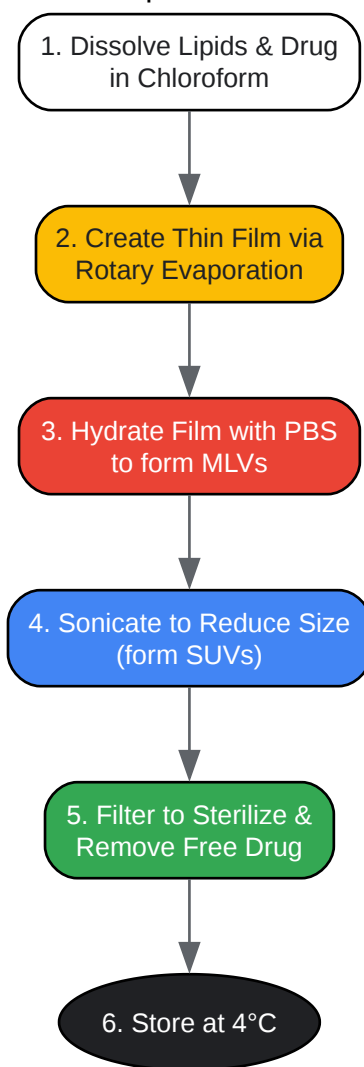 1. Dissolve Lipids & Drug
in Chloroform
2. Create Thin Film via
Rotary Evaporation
3. Hydrate Film with PBS
to form MLVs
4. Sonicate to Reduce Size
(form SUVs)
5. Filter to Sterilize &
Remove Free Drug
6. Store at 4°C